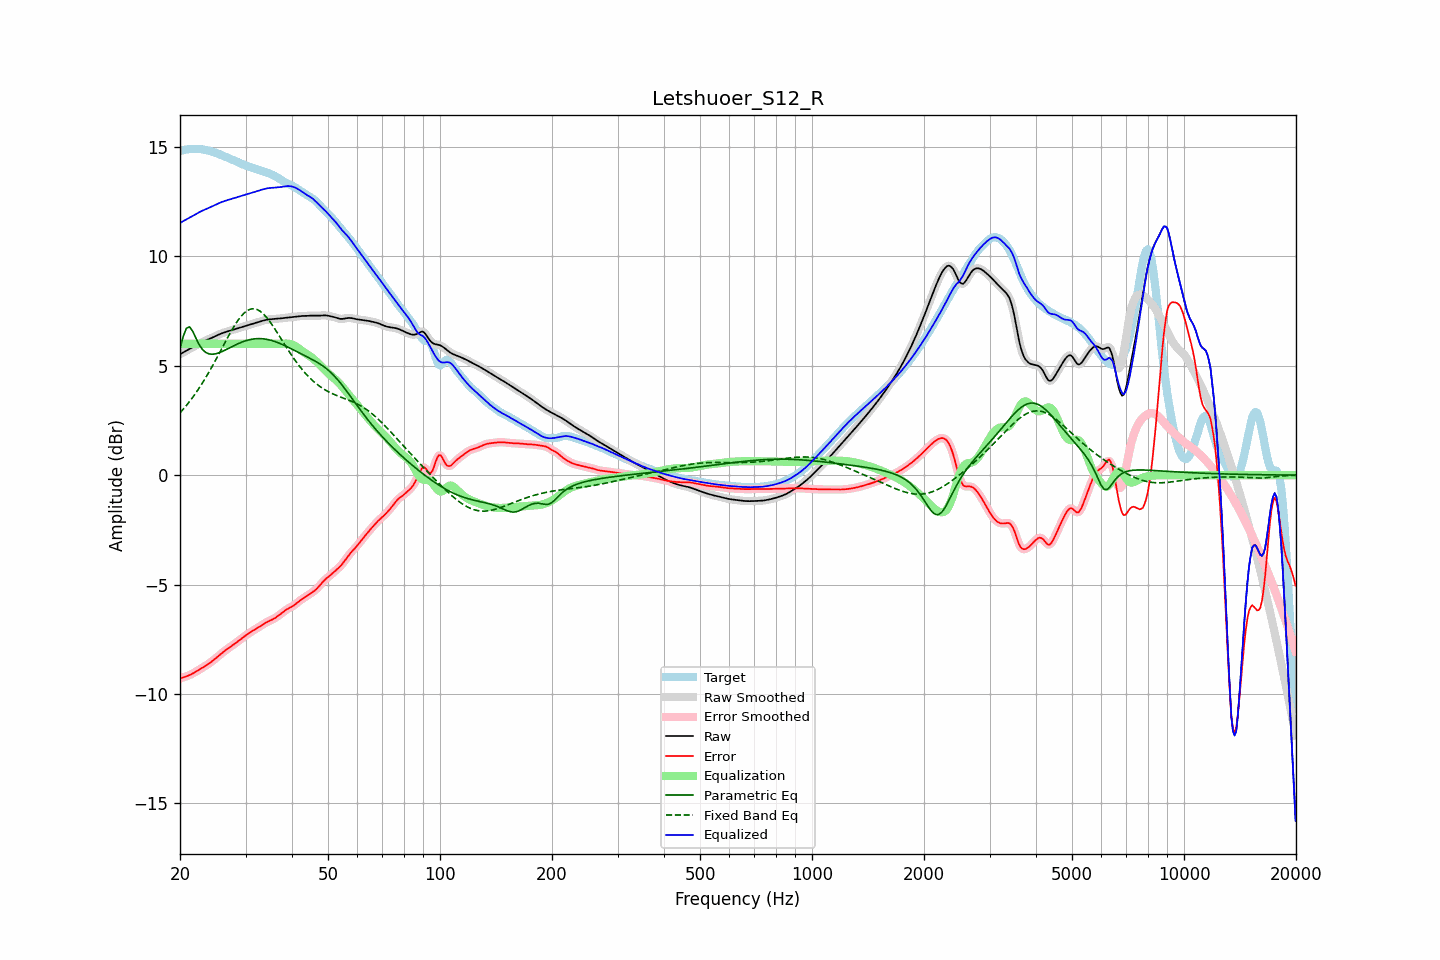 Letshuoer_S12_R
Amplitude (dBr)
15
10
5
0
−5
−10
−15
Target
Raw Smoothed
Error Smoothed
Raw
Error
Equalization
Parametric Eq
Fixed Band Eq
Equalized
20 50 100 200 500 1000 2000 5000 10000 20000
Frequency (Hz)